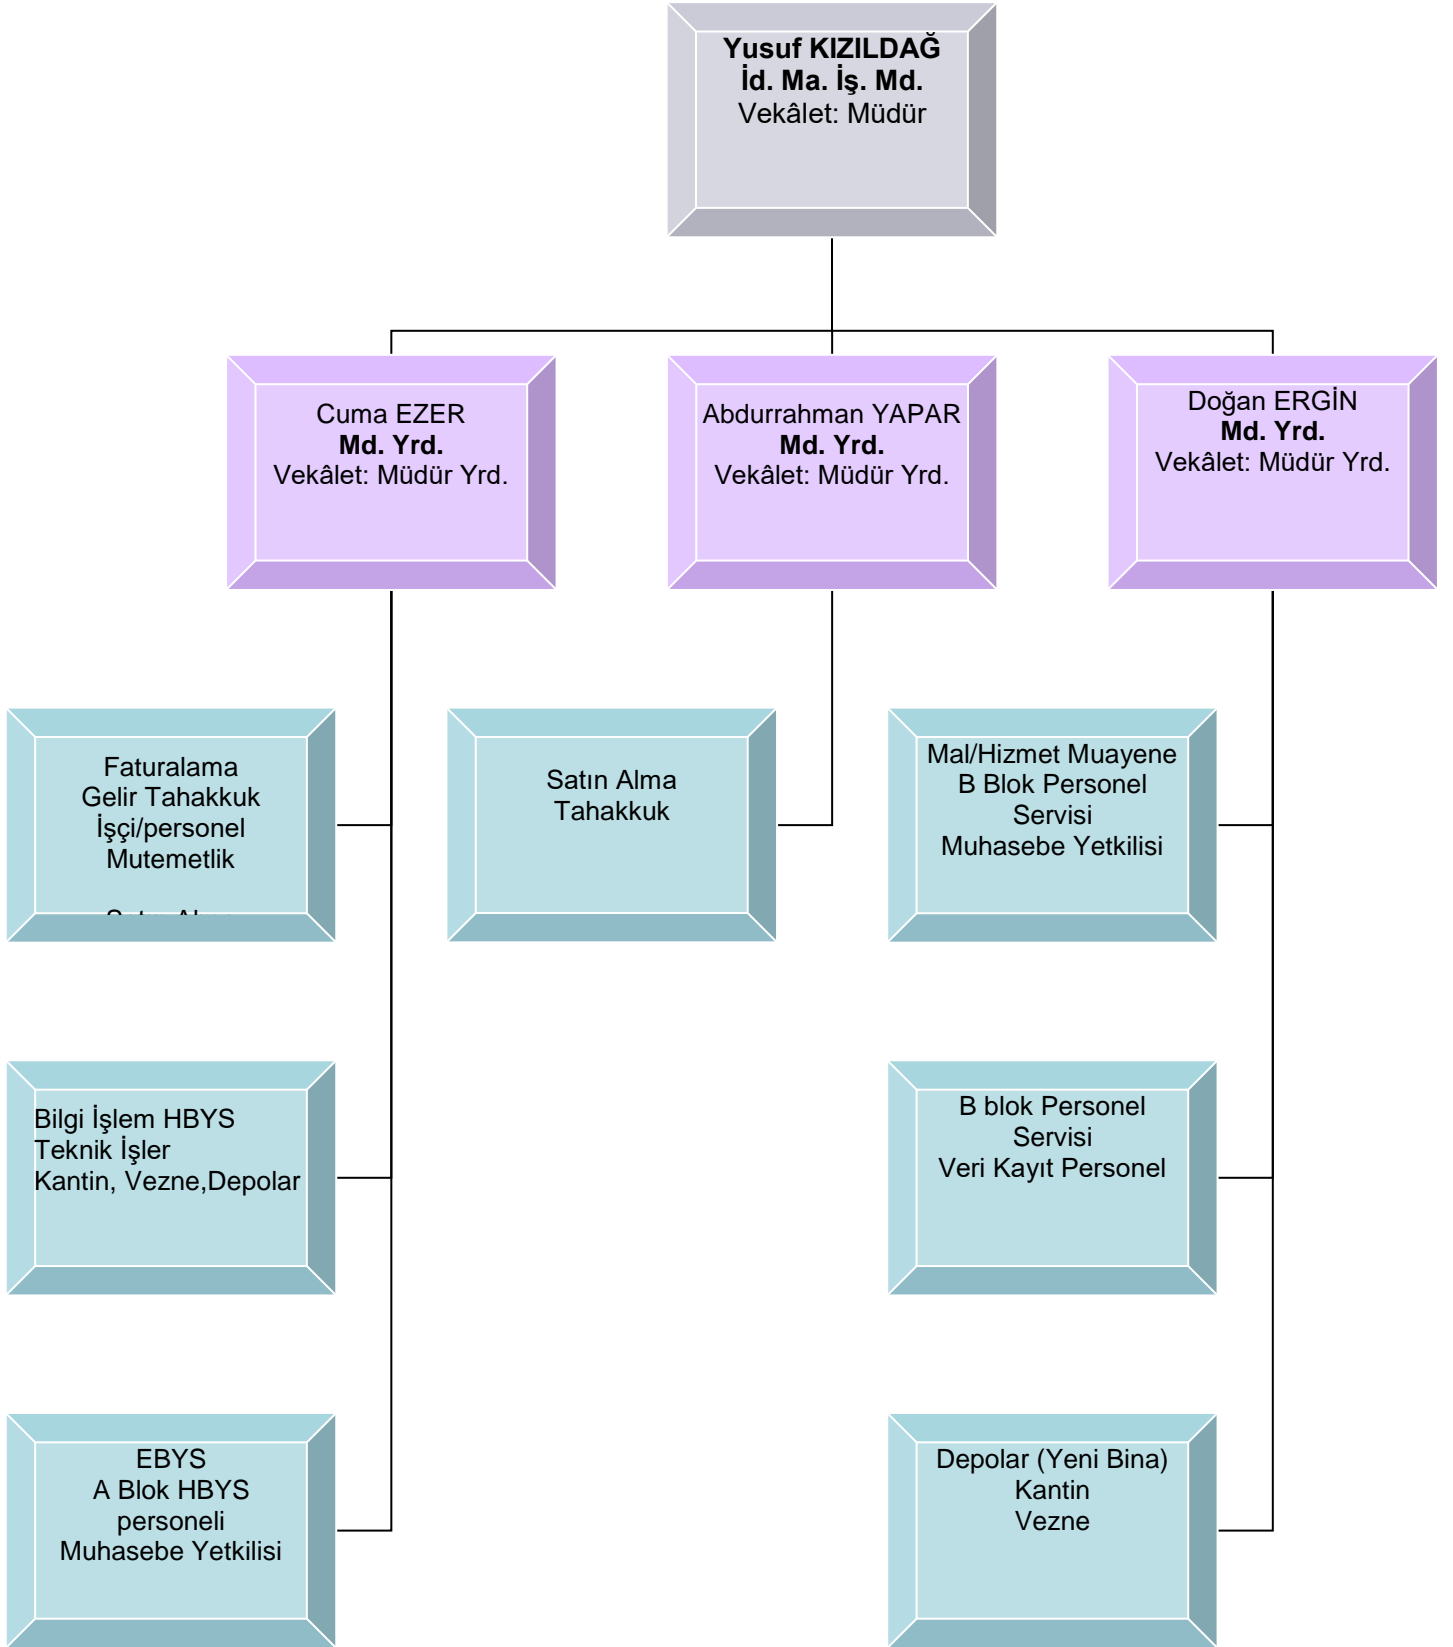 Yusuf KIZILDAĞ
İd. Ma. İş. Md.
Vekâlet: Müdür
Cuma EZER
Md. Yrd.
Vekâlet: Müdür Yrd.
Abdurrahman YAPAR
Md. Yrd.
Vekâlet: Müdür Yrd.
Doğan ERGİN
Md. Yrd.
Vekâlet: Müdür Yrd.
Faturalama
Gelir Tahakkuk
İşçi/personel
Mutemetlik
Satın Alma
Tahakkuk
Mal/Hizmet Muayene
B Blok Personel
Servisi
Muhasebe Yetkilisi
Bilgi İşlem HBYS
Teknik İşler
Kantin, Vezne,Depolar
B blok Personel
Servisi
Veri Kayıt Personel
EBYS
A Blok HBYS
personeli
Muhasebe Yetkilisi
Depolar (Yeni Bina)
Kantin
Vezne